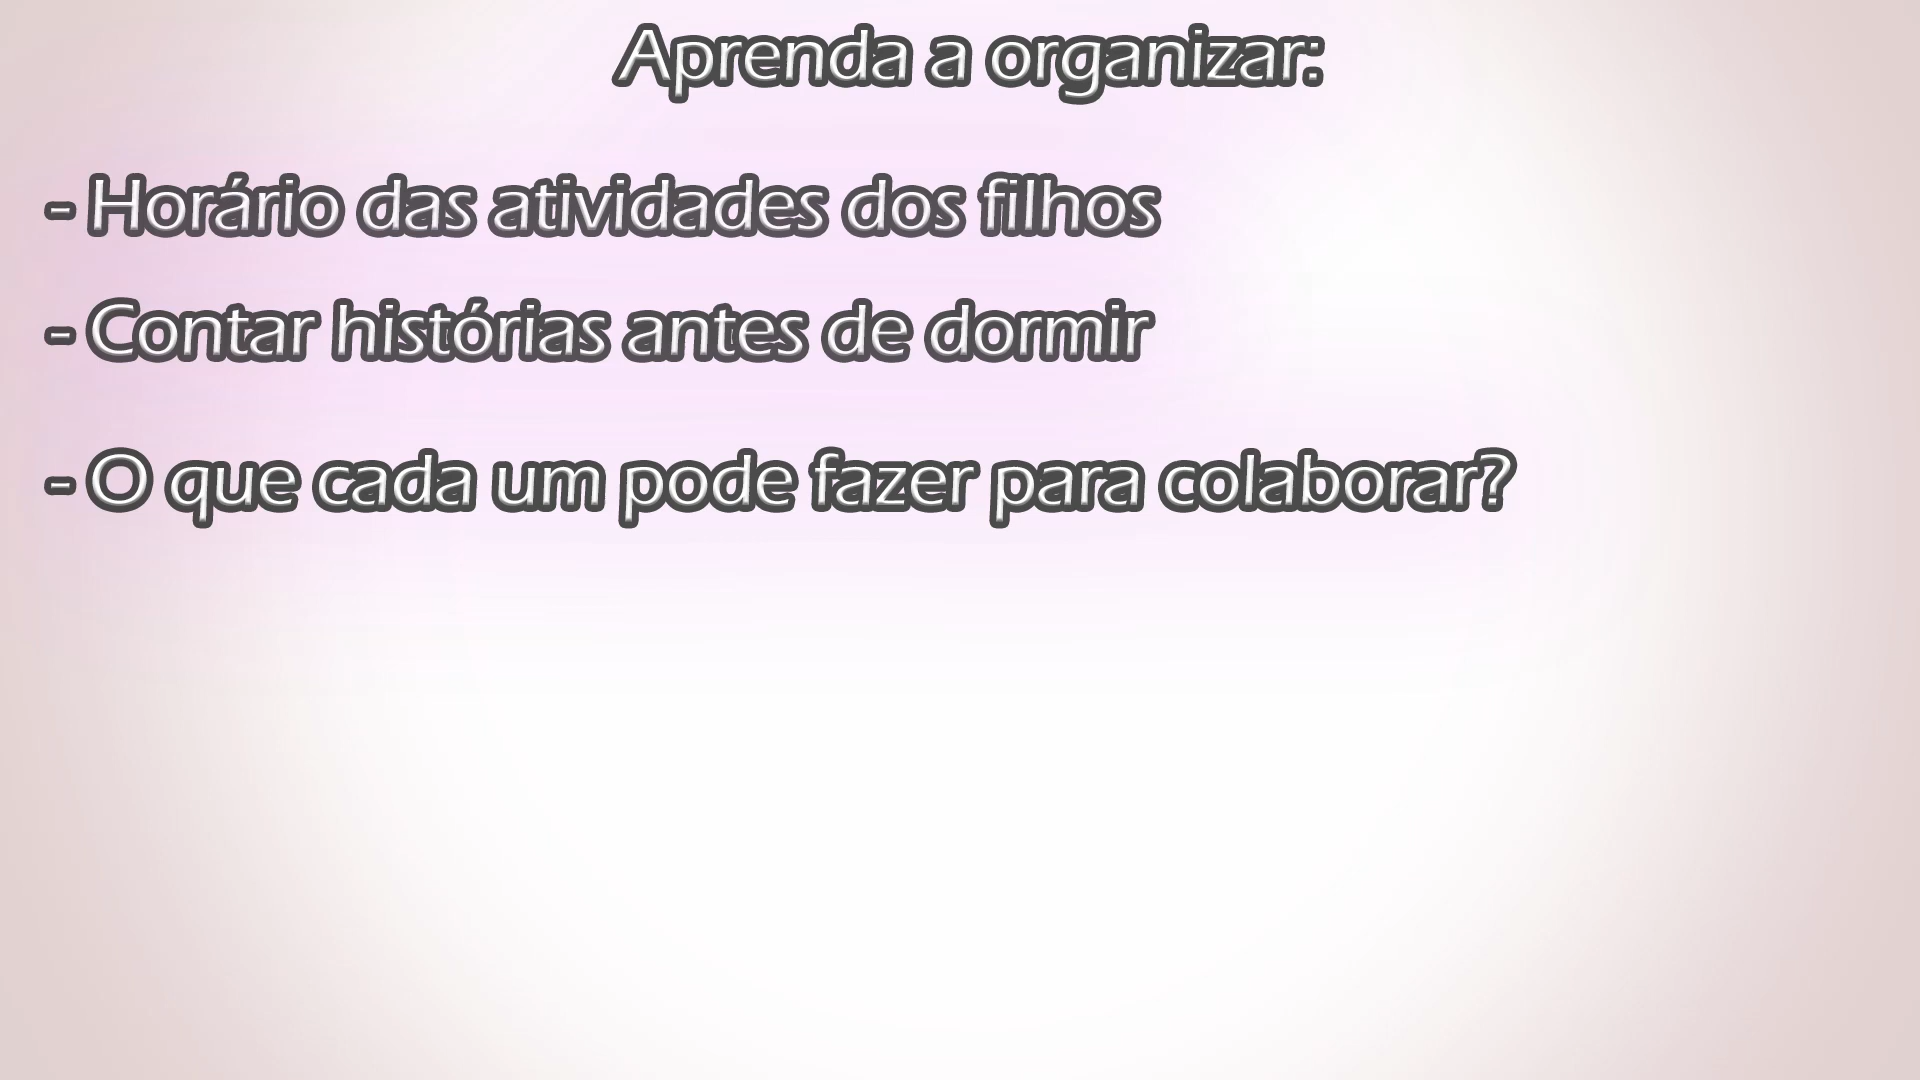 Aprenda a organizar:
- Horário das atividades dos filhos
- Contar histórias antes de dormir
- O que cada um pode fazer para colaborar?